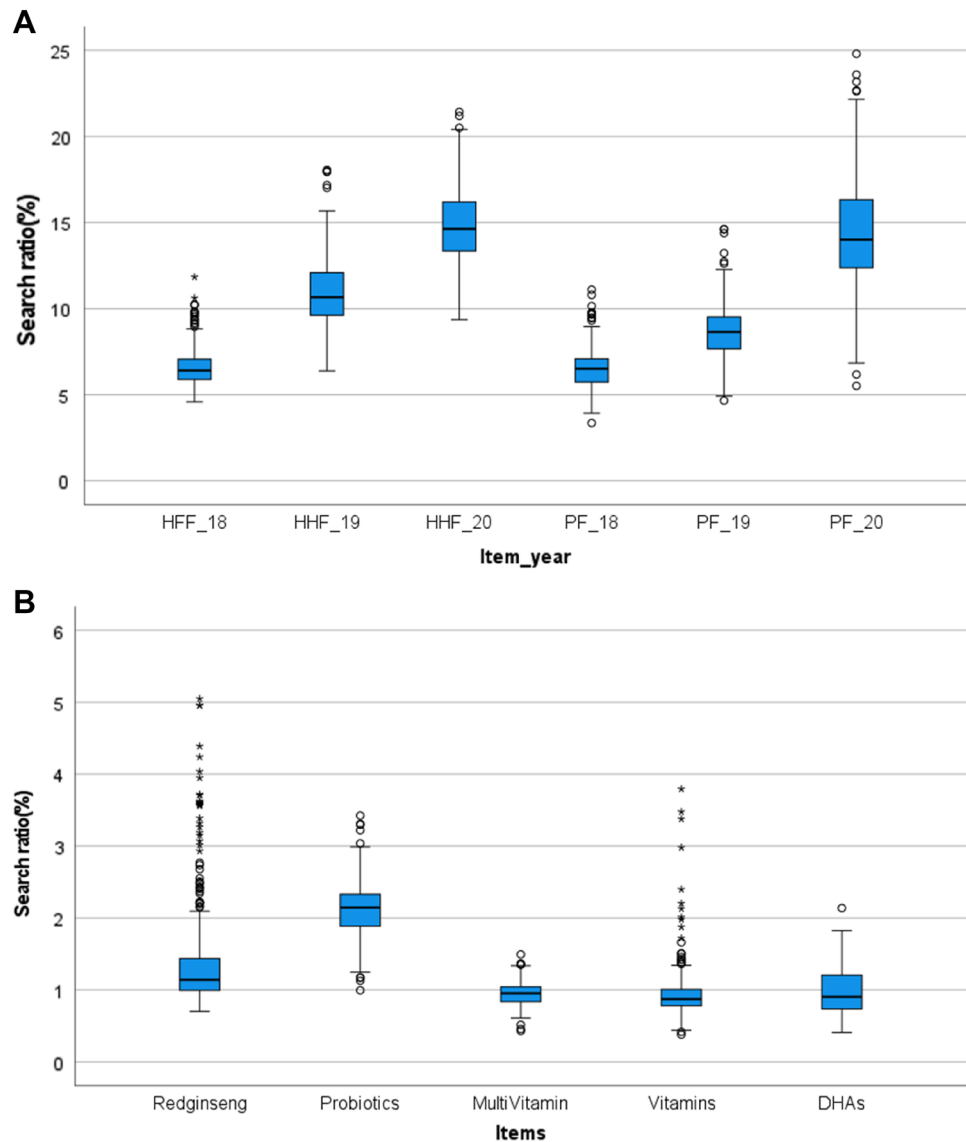 A
25
20
15
10
5
0
Search ratio(%)
HFF_18 HHF_19 HHF_20 PF_18 PF_19 PF_20
Item_year
B
6
5
4
3
2
1
0
Search ratio(%)
Redginseng Probiotics MultiVitamin Vitamins DHAs
Items